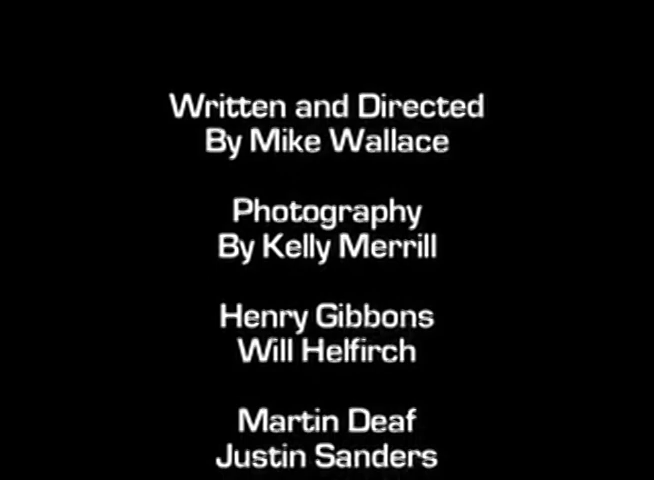 Written and Directed
By Mike Wallace
Photography
By Kelly Merrill
Henry Gibbons
Will Helfirch
Martin Deaf
Justin Sanders